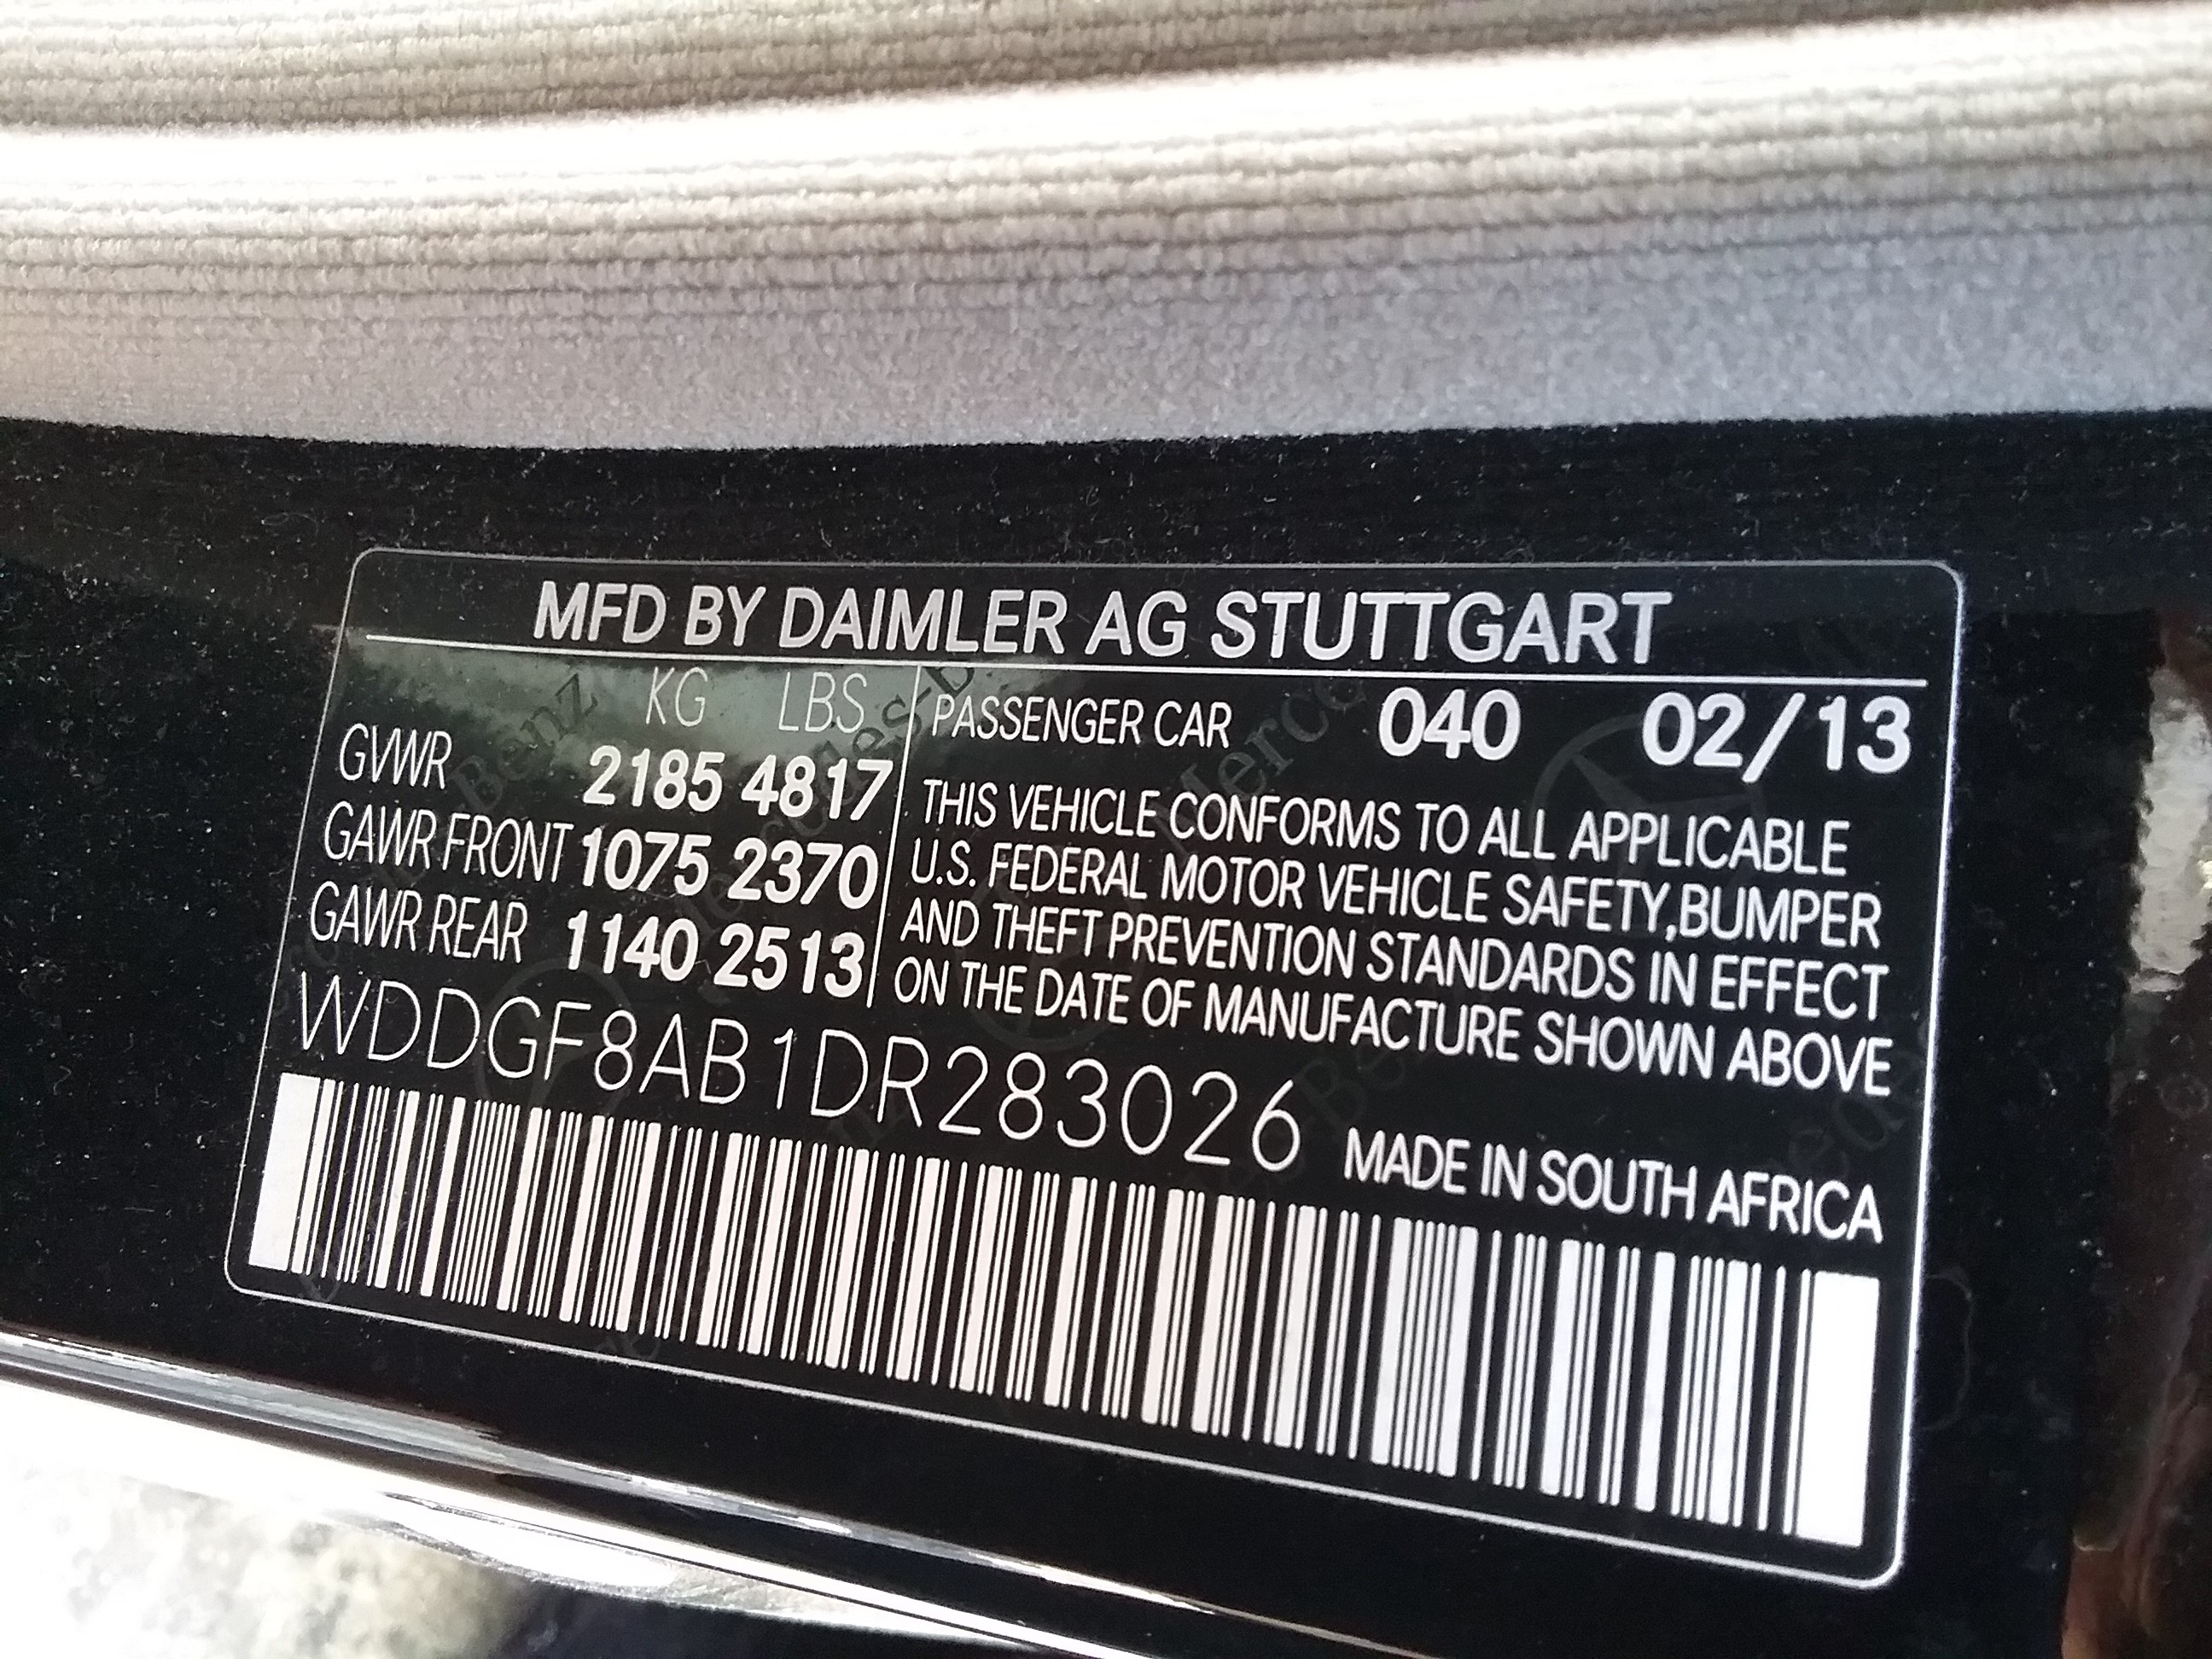 MFD BY DAIMLER AG STUTTGART
KG LBS
GVWR 2185 4817
GAWR FRONT 1075 2370
GAWR REAR 1140 2513
PASSENGER CAR 040 02/13
THIS VEHICLE CONFORMS TO ALL APPLICABLE
U.S. FEDERAL MOTOR VEHICLE SAFETY,BUMPER
AND THEFT PREVENTION STANDARDS IN EFFECT
ON THE DATE OF MANUFACTURE SHOWN ABOVE
WDDGF8AB1DR283026
MADE IN SOUTH AFRICA